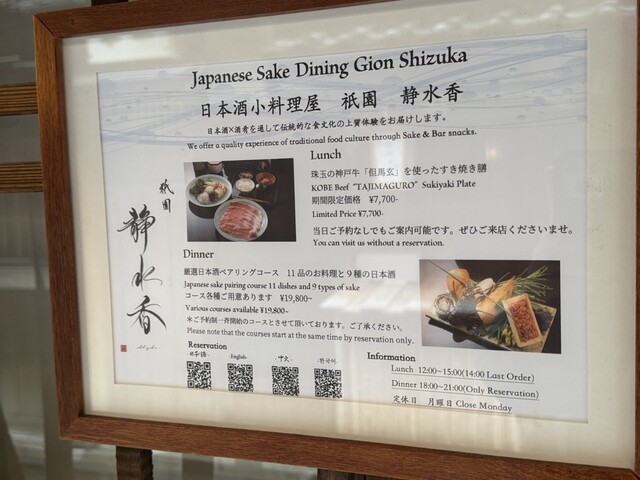 Japanese Sake Dining Gion Shizuka
日本酒小料理屋 祇園 静水香
日本酒×酒肴を通して伝統的な食文化の上質体験をお届けします。
We offer a quality experience of traditional food culture through Sake & Bar snacks.
祇園
静水香
Lunch
珠玉の神戸牛「但馬玄」を使ったすき焼き膳
KOBE Beef "TAJIMAGURO" Sukiyaki Plate
期間限定価格 ¥7,700-
Limited Price ¥7,700-
当日ご予約なしでもご案内可能です。ぜひご来店くださいませ。
You can visit us without a reservation.
Dinner
厳選日本酒ペアリングコース 11品のお料理と9種の日本酒
Japanese sake pairing course 11 dishes and 9 types of sake
コース各種ご用意あります ¥19,800~
Various courses available ¥19,800-
*ご予約制一斉開始のコースとさせて頂いております。ご了承ください。
Please note that the courses start at the same time by reservation only.
Reservation
-日本語-
-English-
-中文-
-한국어-
Information
Lunch 12:00~15:00(14:00 Last Order)
Dinner 18:00~21:00(Only Reservation)
定休日 月曜日 Close Monday